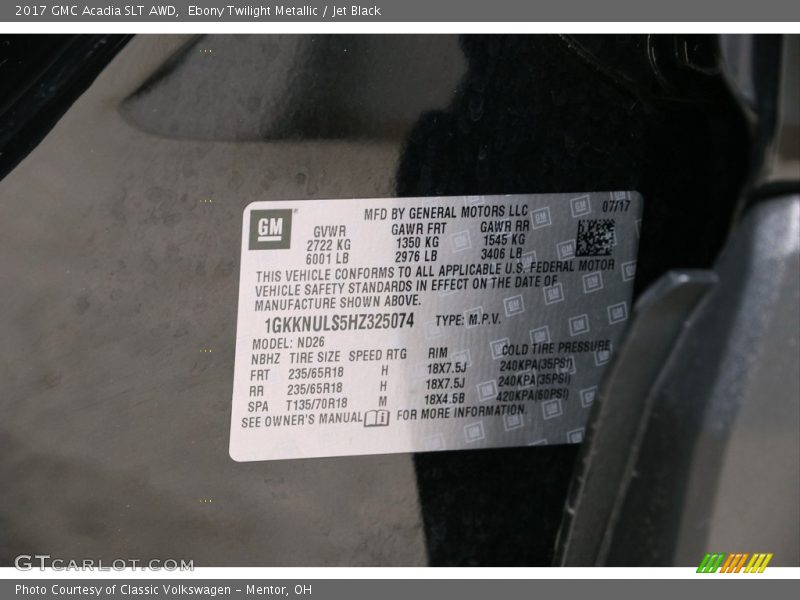 2017 GMC Acadia SLT AWD, Ebony Twilight Metallic / Jet Black
GM
MFD BY GENERAL MOTORS LLC 07/17
GVWR GAWR FRT GAWR RR
2722 KG 1350 KG 1545 KG
6001 LB 2976 LB 3406 LB
THIS VEHICLE CONFORMS TO ALL APPLICABLE U.S. FEDERAL MOTOR
VEHICLE SAFETY STANDARDS IN EFFECT ON THE DATE OF
MANUFACTURE SHOWN ABOVE.
1GKKNULS5HZ325074 TYPE: M.P.V.
MODEL: ND26
NBHZ TIRE SIZE SPEED RTG RIM COLD TIRE PRESSURE
FRT 235/65R18 H 18X7.5J 240KPA(35PSI)
RR 235/65R18 H 18X7.5J 240KPA(35PSI)
SPA T135/70R18 M 18X4.5B 420KPA(60PSI)
SEE OWNER'S MANUAL FOR MORE INFORMATION.
GTCARLOT.COM
Photo Courtesy of Classic Volkswagen – Mentor, OH